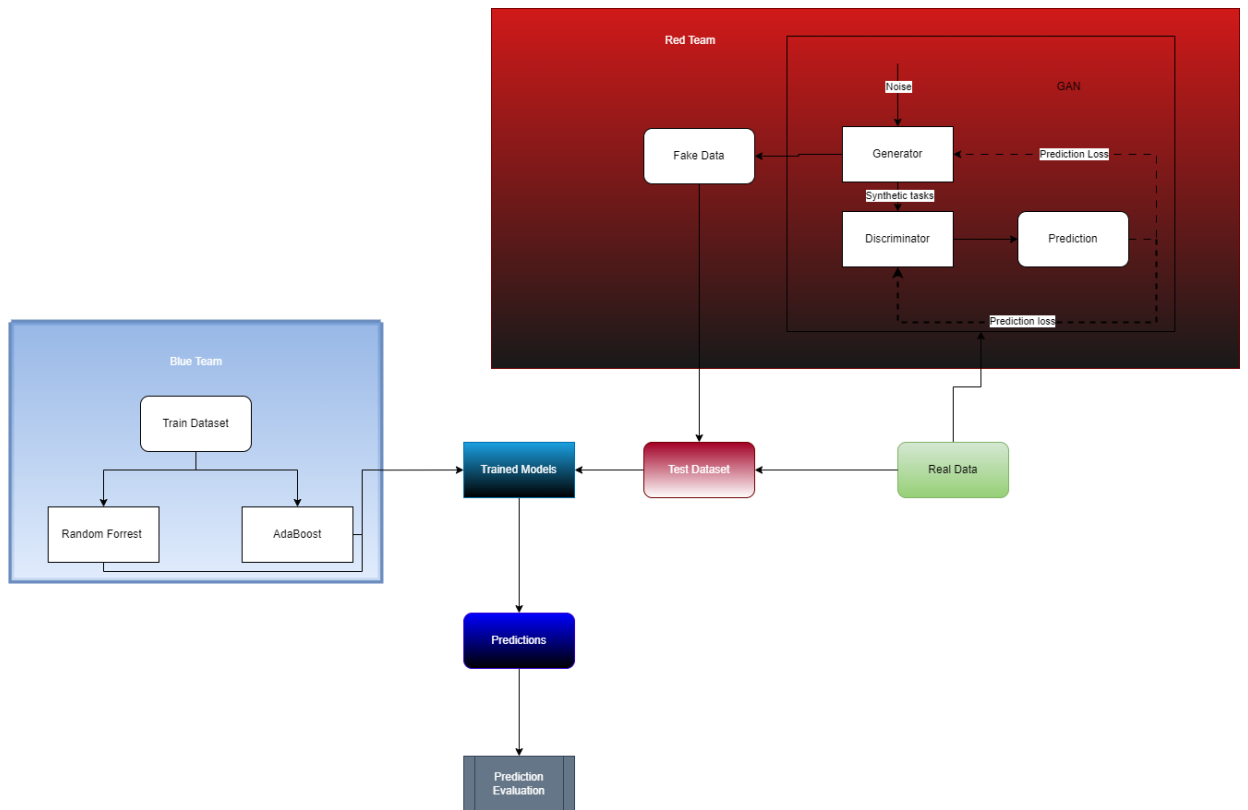 Red Team
GAN
Noise
Fake Data
Generator
Prediction Loss
Synthetic tasks
Discriminator
Prediction
Prediction loss
Blue Team
Train Dataset
Random Forrest
AdaBoost
Trained Models
Test Dataset
Real Data
Predictions
Prediction
Evaluation